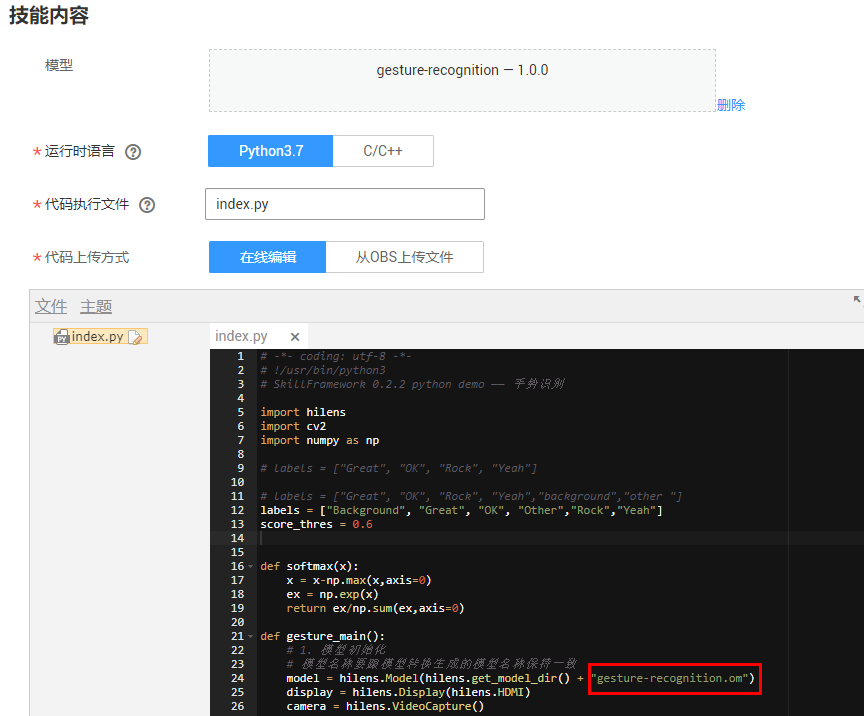 技能内容
模型
gesture-recognition — 1.0.0
删除
* 运行时语言 ?
Python3.7 C/C++
* 代码执行文件 ?
index.py
* 代码上传方式
在线编辑 从OBS上传文件
文件 主题
index.py
index.py ×
1 # -*- coding: utf-8 -*-
2 # !/usr/bin/python3
3 # SkillFramework 0.2.2 python demo —— 手势识别
4
5 import hilens
6 import cv2
7 import numpy as np
8
9 # labels = ["Great", "OK", "Rock", "Yeah"]
10
11 # labels = ["Great", "OK", "Rock", "Yeah","background","other "]
12 labels = ["Background", "Great", "OK", "Other","Rock","Yeah"]
13 score_thres = 0.6
14
15
16 def softmax(x):
17     x = x-np.max(x,axis=0)
18     ex = np.exp(x)
19     return ex/np.sum(ex,axis=0)
20
21 def gesture_main():
22     # 1. 模型初始化
23     # 模型名称要跟模型转换生成的模型名称保持一致
24     model = hilens.Model(hilens.get_model_dir() + "gesture-recognition.om")
25     display = hilens.Display(hilens.HDMI)
26     camera = hilens.VideoCapture()